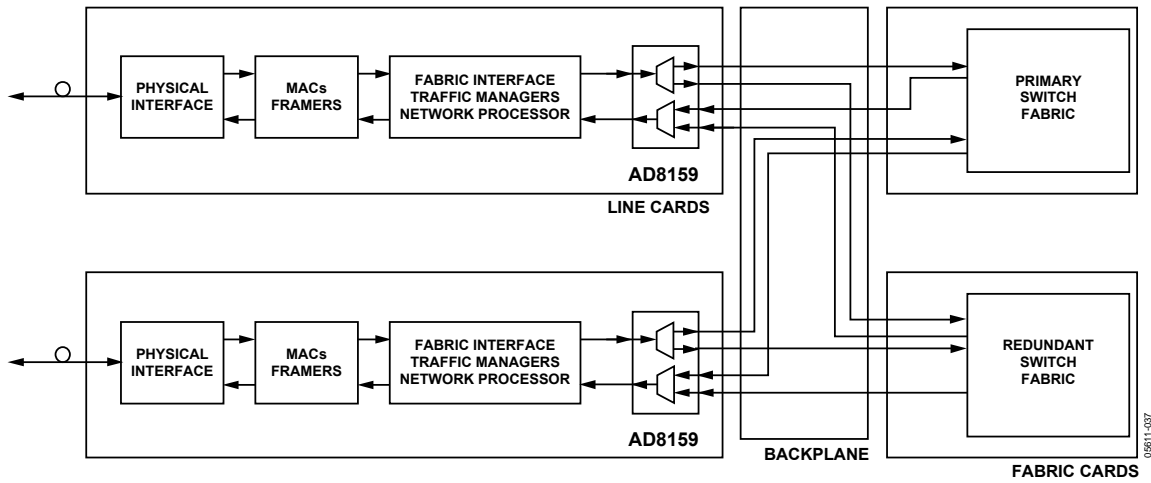 PHYSICAL
INTERFACE
MACs
FRAMERS
FABRIC INTERFACE
TRAFFIC MANAGERS
NETWORK PROCESSOR
AD8159
LINE CARDS
PRIMARY
SWITCH
FABRIC
PHYSICAL
INTERFACE
MACs
FRAMERS
FABRIC INTERFACE
TRAFFIC MANAGERS
NETWORK PROCESSOR
AD8159
BACKPLANE
REDUNDANT
SWITCH
FABRIC
FABRIC CARDS
05611-037